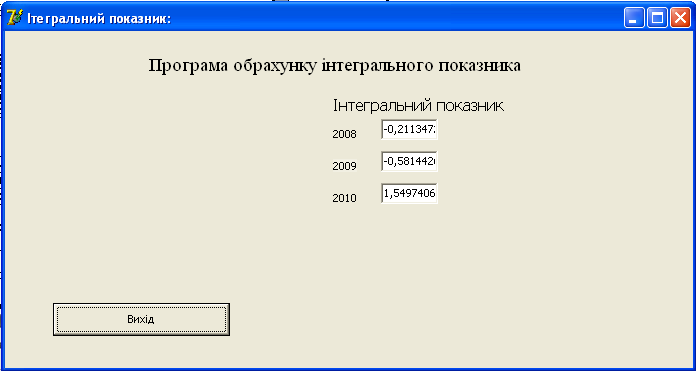 Ітегральний показник:
Програма обрахунку інтегрального показника
Інтегральний показник
2008 -0,211347
2009 -0,581442
2010 1,5497406
Вихід